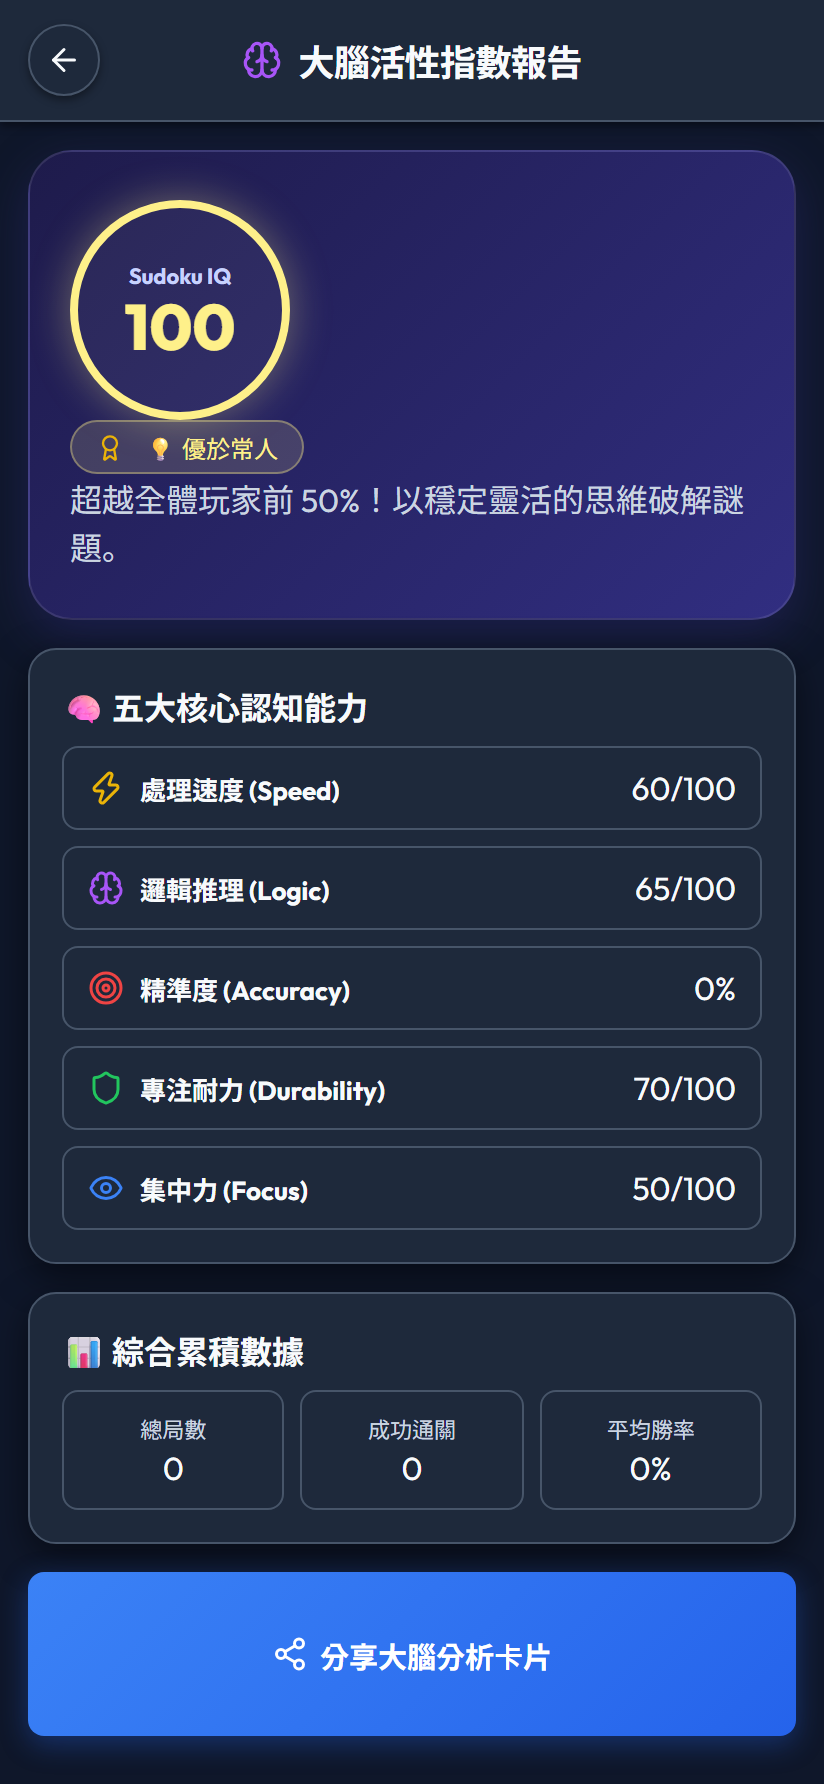 大腦活性指數報告
Sudoku IQ
100
優於常人
超越全體玩家前 50%！以穩定靈活的思維破解謎
題。
五大核心認知能力
處理速度 (Speed) 60/100
邏輯推理 (Logic) 65/100
精準度 (Accuracy) 0%
專注耐力 (Durability) 70/100
集中力 (Focus) 50/100
綜合累積數據
總局數 成功通關 平均勝率
0 0 0%
分享大腦分析卡片